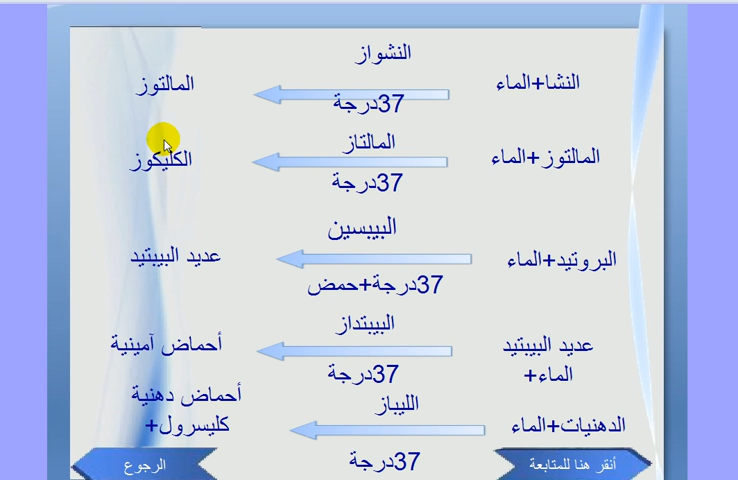 النشواز
النشا+الماء
المالتوز
37درجة
المالتاز
المالتوز+الماء
الكليكوز
37درجة
البيبسين
البروتيد+الماء
عديد البيبتيد
37درجة+حمض
البيبتداز
عديد البيبتيد
+الماء
أحماض آمينية
37درجة
الليباز
الدهنيات+الماء
أحماض دهنية
+كليسرول
37درجة
أنقر هنا للمتابعة
الرجوع